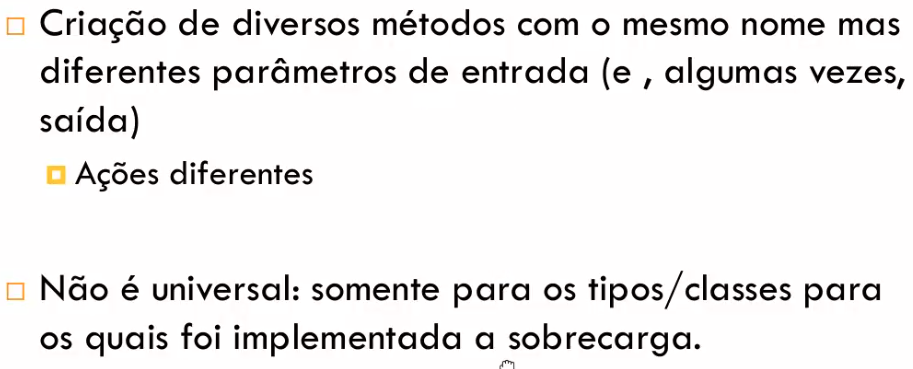 Criação de diversos métodos com o mesmo nome mas
diferentes parâmetros de entrada (e , algumas vezes,
saída)
Ações diferentes
Não é universal: somente para os tipos/classes para
os quais foi implementada a sobrecarga.